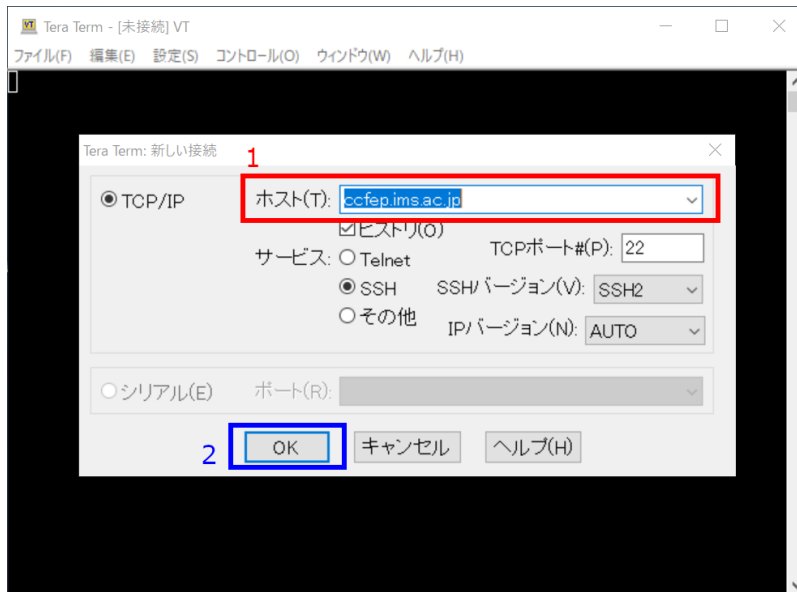 VT Tera Term - [未接続] VT
ファイル(F) 編集(E) 設定(S) コントロール(O) ウィンドウ(W) ヘルプ(H)
Tera Term: 新しい接続
1
TCP/IP ホスト(T): ccfep.ims.ac.jp
ヒストリ(O)
サービス: Telnet TCPポート#(P): 22
SSH SSHバージョン(V): SSH2
その他 IPバージョン(N): AUTO
シリアル(E) ポート(R):
2 OK キャンセル ヘルプ(H)